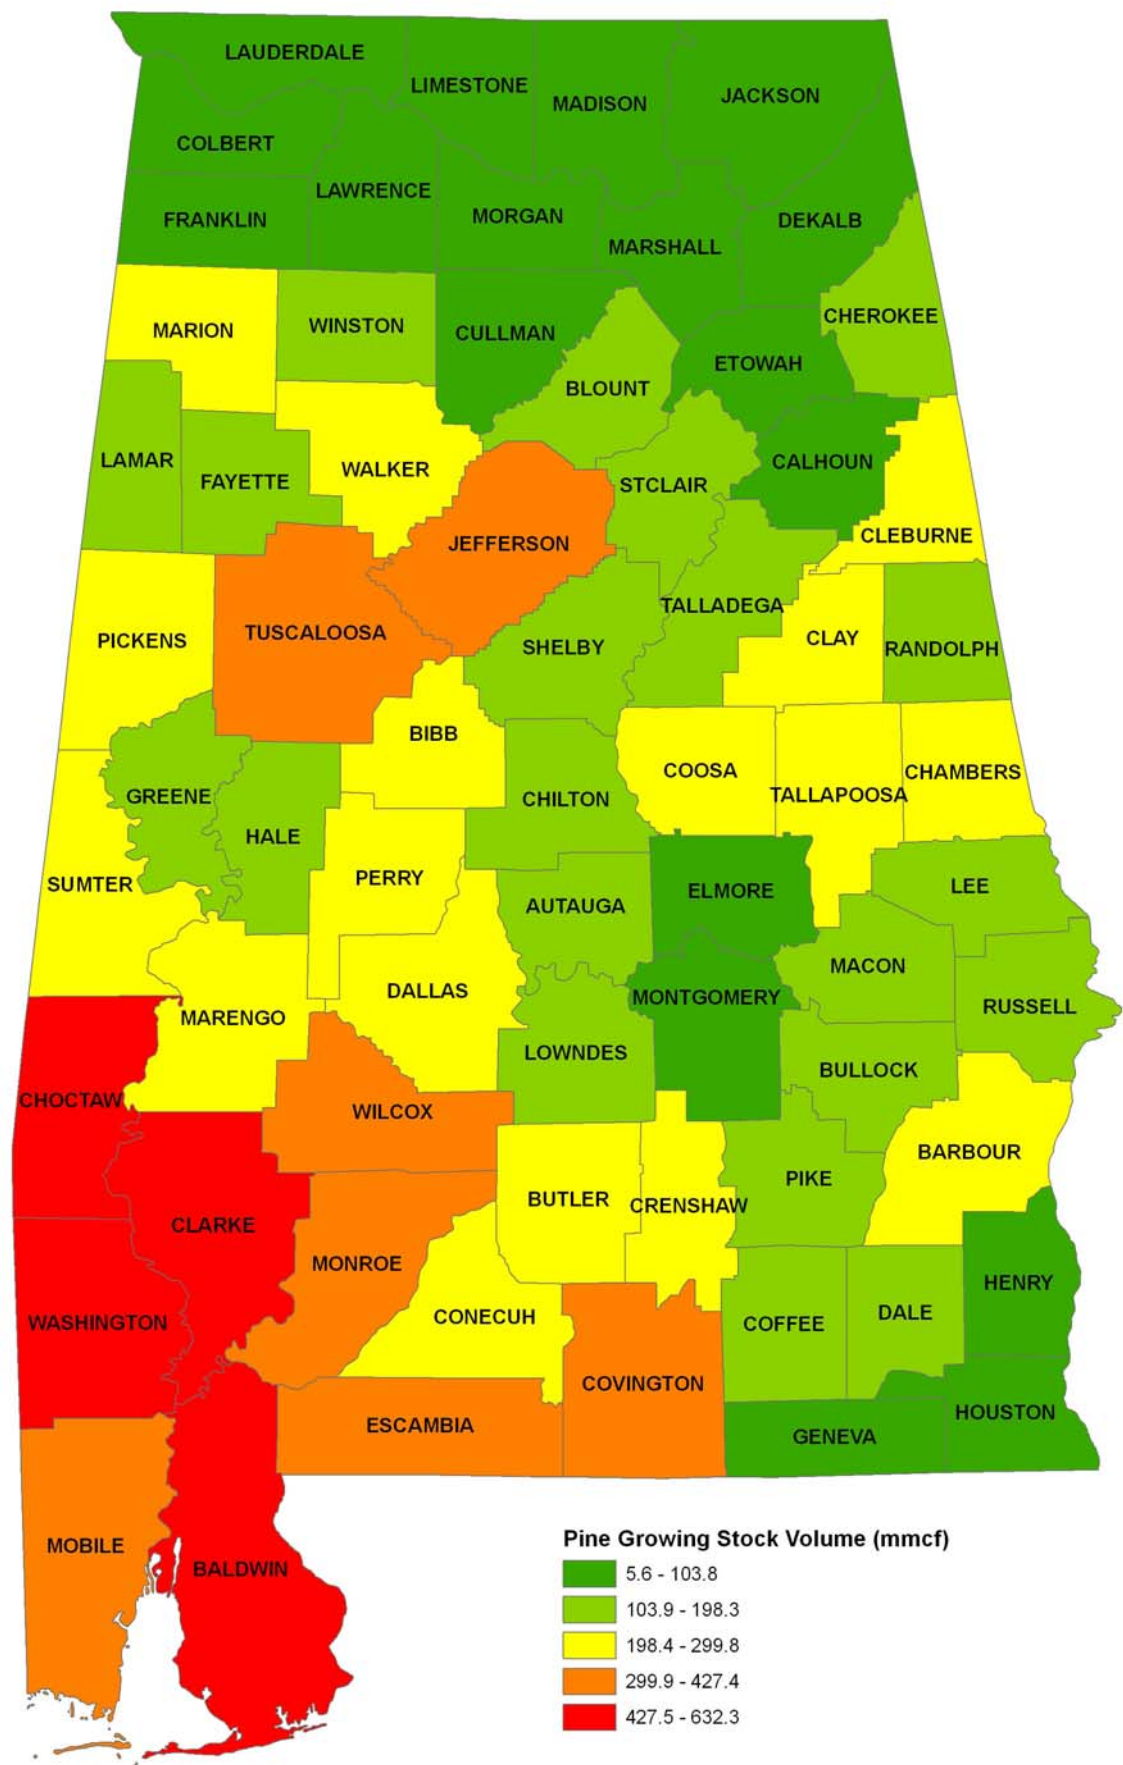 LAUDERDALE
LIMESTONE
MADISON
JACKSON
COLBERT
LAWRENCE
FRANKLIN
MORGAN
MARSHALL
DEKALB
CHEROKEE
MARION
WINSTON
CULLMAN
ETOWAH
BLOUNT
LAMAR
FAYETTE
WALKER
STCLAIR
CALHOUN
JEFFERSON
CLEBURNE
PICKENS
TUSCALOOSA
SHELBY
TALLADEGA
CLAY
RANDOLPH
BIBB
COOSA
CHAMBERS
GREENE
HALE
CHILTON
TALLAPOOSA
SUMTER
PERRY
AUTAUGA
ELMORE
LEE
MARENGO
DALLAS
MONTGOMERY
MACON
RUSSELL
LOWNDES
BULLOCK
CHOCTAW
WILCOX
BARBOUR
CLARKE
BUTLER
CRENSHAW
PIKE
MONROE
HENRY
WASHINGTON
CONECUH
COFFEE
DALE
COVINGTON
ESCAMBIA
GENEVA
HOUSTON
MOBILE
BALDWIN
Pine Growing Stock Volume (mmcf)
5.6 - 103.8
103.9 - 198.3
198.4 - 299.8
299.9 - 427.4
427.5 - 632.3